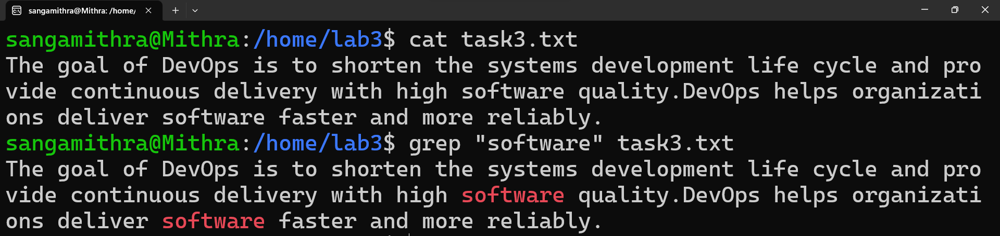 sangamithra@Mithra: /home/
sangamithra@Mithra:/home/lab3$ cat task3.txt
The goal of DevOps is to shorten the systems development life cycle and pro
vide continuous delivery with high software quality.DevOps helps organizati
ons deliver software faster and more reliably.
sangamithra@Mithra:/home/lab3$ grep "software" task3.txt
The goal of DevOps is to shorten the systems development life cycle and pro
vide continuous delivery with high software quality.DevOps helps organizati
ons deliver software faster and more reliably.